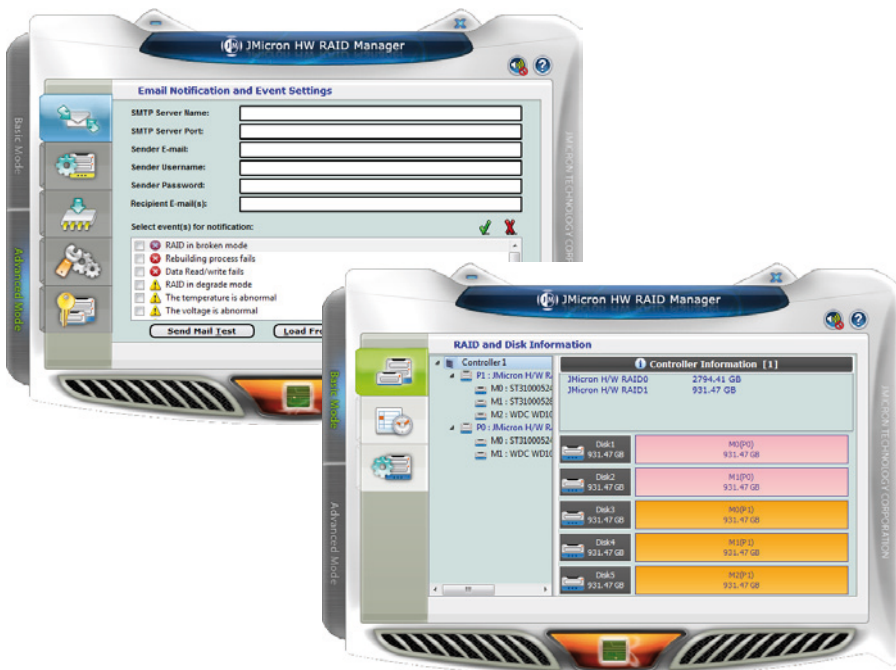 JMicron HW RAID Manager
Basic Mode
Advanced Mode
JMICRON TECHNOLOGY CORP
Email Notification and Event Settings
SMTP Server Name:
SMTP Server Port:
Sender E-mail:
Sender Username:
Sender Password:
Recipient E-mail(s):
Select event(s) for notification:
RAID in broken mode
Rebuilding process fails
Data Read/write fails
RAID in degrade mode
The temperature is abnormal
The voltage is abnormal
Send Mail Test
Load Fr
JMicron HW RAID Manager
Basic Mode
Advanced Mode
JMICRON TECHNOLOGY CORPORATION
RAID and Disk Information
Controller1
P1 : JMicron H/W R
M0 : ST31000524
M1 : ST31000528
M2 : WDC WD10
P0 : JMicron H/W R
M0 : ST31000524
M1 : WDC WD10
Controller Information [1]
JMicron H/W RAID0 2794.41 GB
JMicron H/W RAID1 931.47 GB
Disk1
931.47 GB
M0(P0)
931.47 GB
Disk2
931.47 GB
M1(P0)
931.47 GB
Disk3
931.47 GB
M0(P1)
931.47 GB
Disk4
931.47 GB
M1(P1)
931.47 GB
Disk5
931.47 GB
M2(P1)
931.47 GB